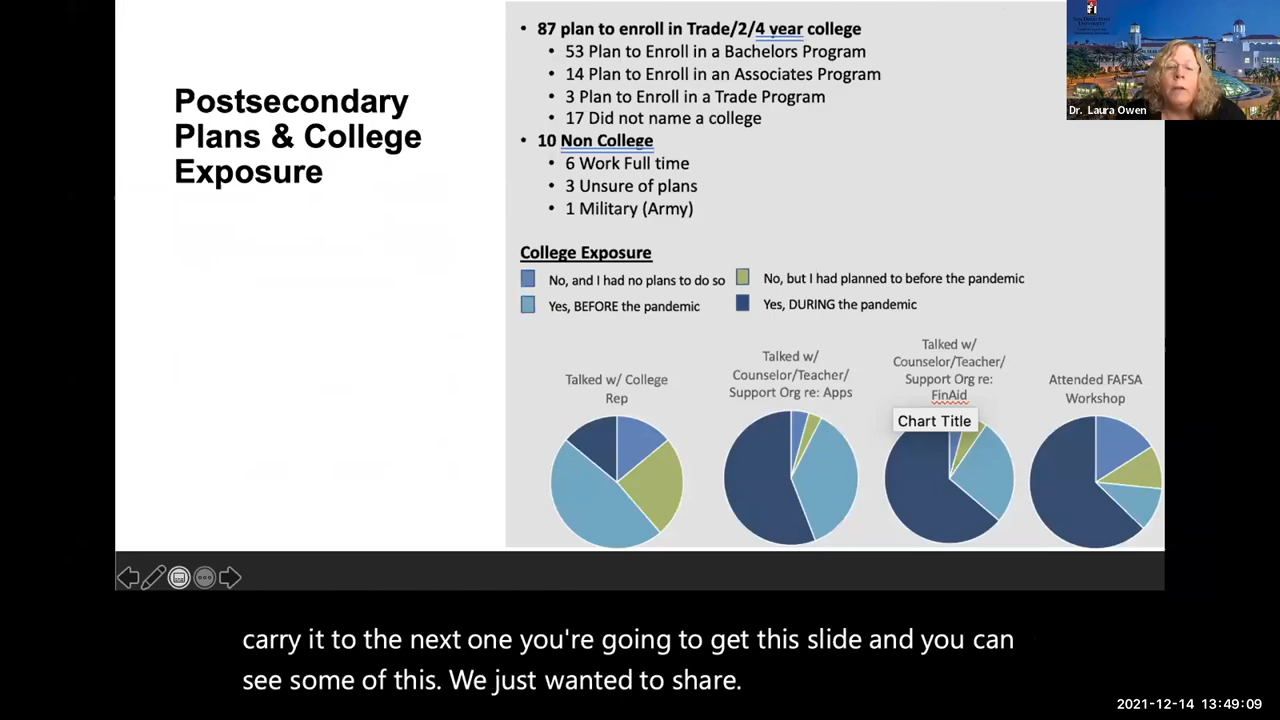 Postsecondary
Plans & College
Exposure
• 87 plan to enroll in Trade/2/4 year college
• 53 Plan to Enroll in a Bachelors Program
• 14 Plan to Enroll in an Associates Program
• 3 Plan to Enroll in a Trade Program
• 17 Did not name a college
• 10 Non College
• 6 Work Full time
• 3 Unsure of plans
• 1 Military (Army)
College Exposure
No, and I had no plans to do so
No, but I had planned to before the pandemic
Yes, BEFORE the pandemic
Yes, DURING the pandemic
Talked w/ College
Rep
Talked w/
Counselor/Teacher/
Support Org re: Apps
Talked w/
Counselor/Teacher/
Support Org re:
FinAid
Chart Title
Attended FAFSA
Workshop
Dr. Laura Owen
carry it to the next one you're going to get this slide and you can
see some of this. We just wanted to share.
2021-12-14 13:49:09